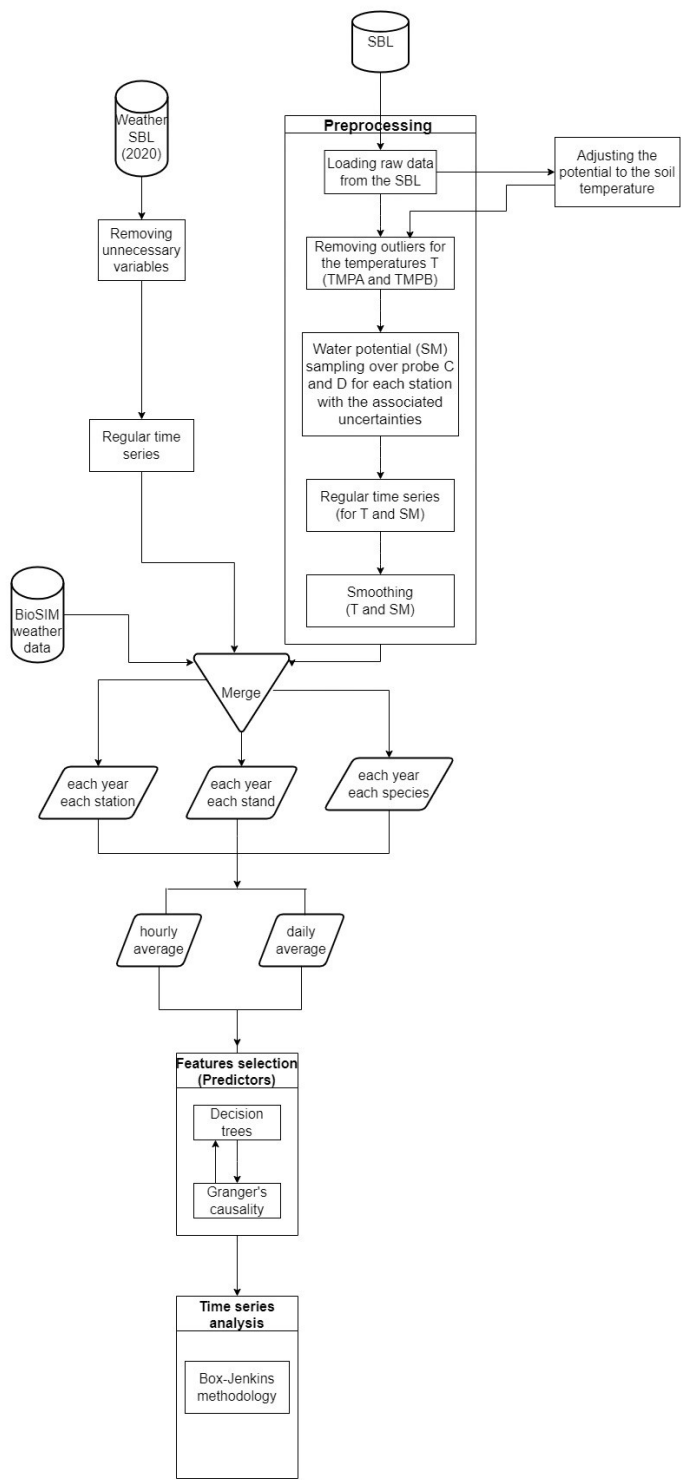 SBL
Weather
SBL
(2020)
Preprocessing
Loading raw data
from the SBL
Adjusting the
potential to the soil
temperature
Removing
unnecessary
variables
Removing outliers for
the temperatures T
(TMPA and TMPB)
Water potential (SM)
sampling over probe C
and D for each station
with the associated
uncertainties
Regular time
series
Regular time series
(for T and SM)
Smoothing
(T and SM)
BioSIM
weather
data
Merge
each year
each station
each year
each stand
each year
each species
hourly
average
daily
average
Features selection
(Predictors)
Decision
trees
Granger's
causality
Time series
analysis
Box-Jenkins
methodology